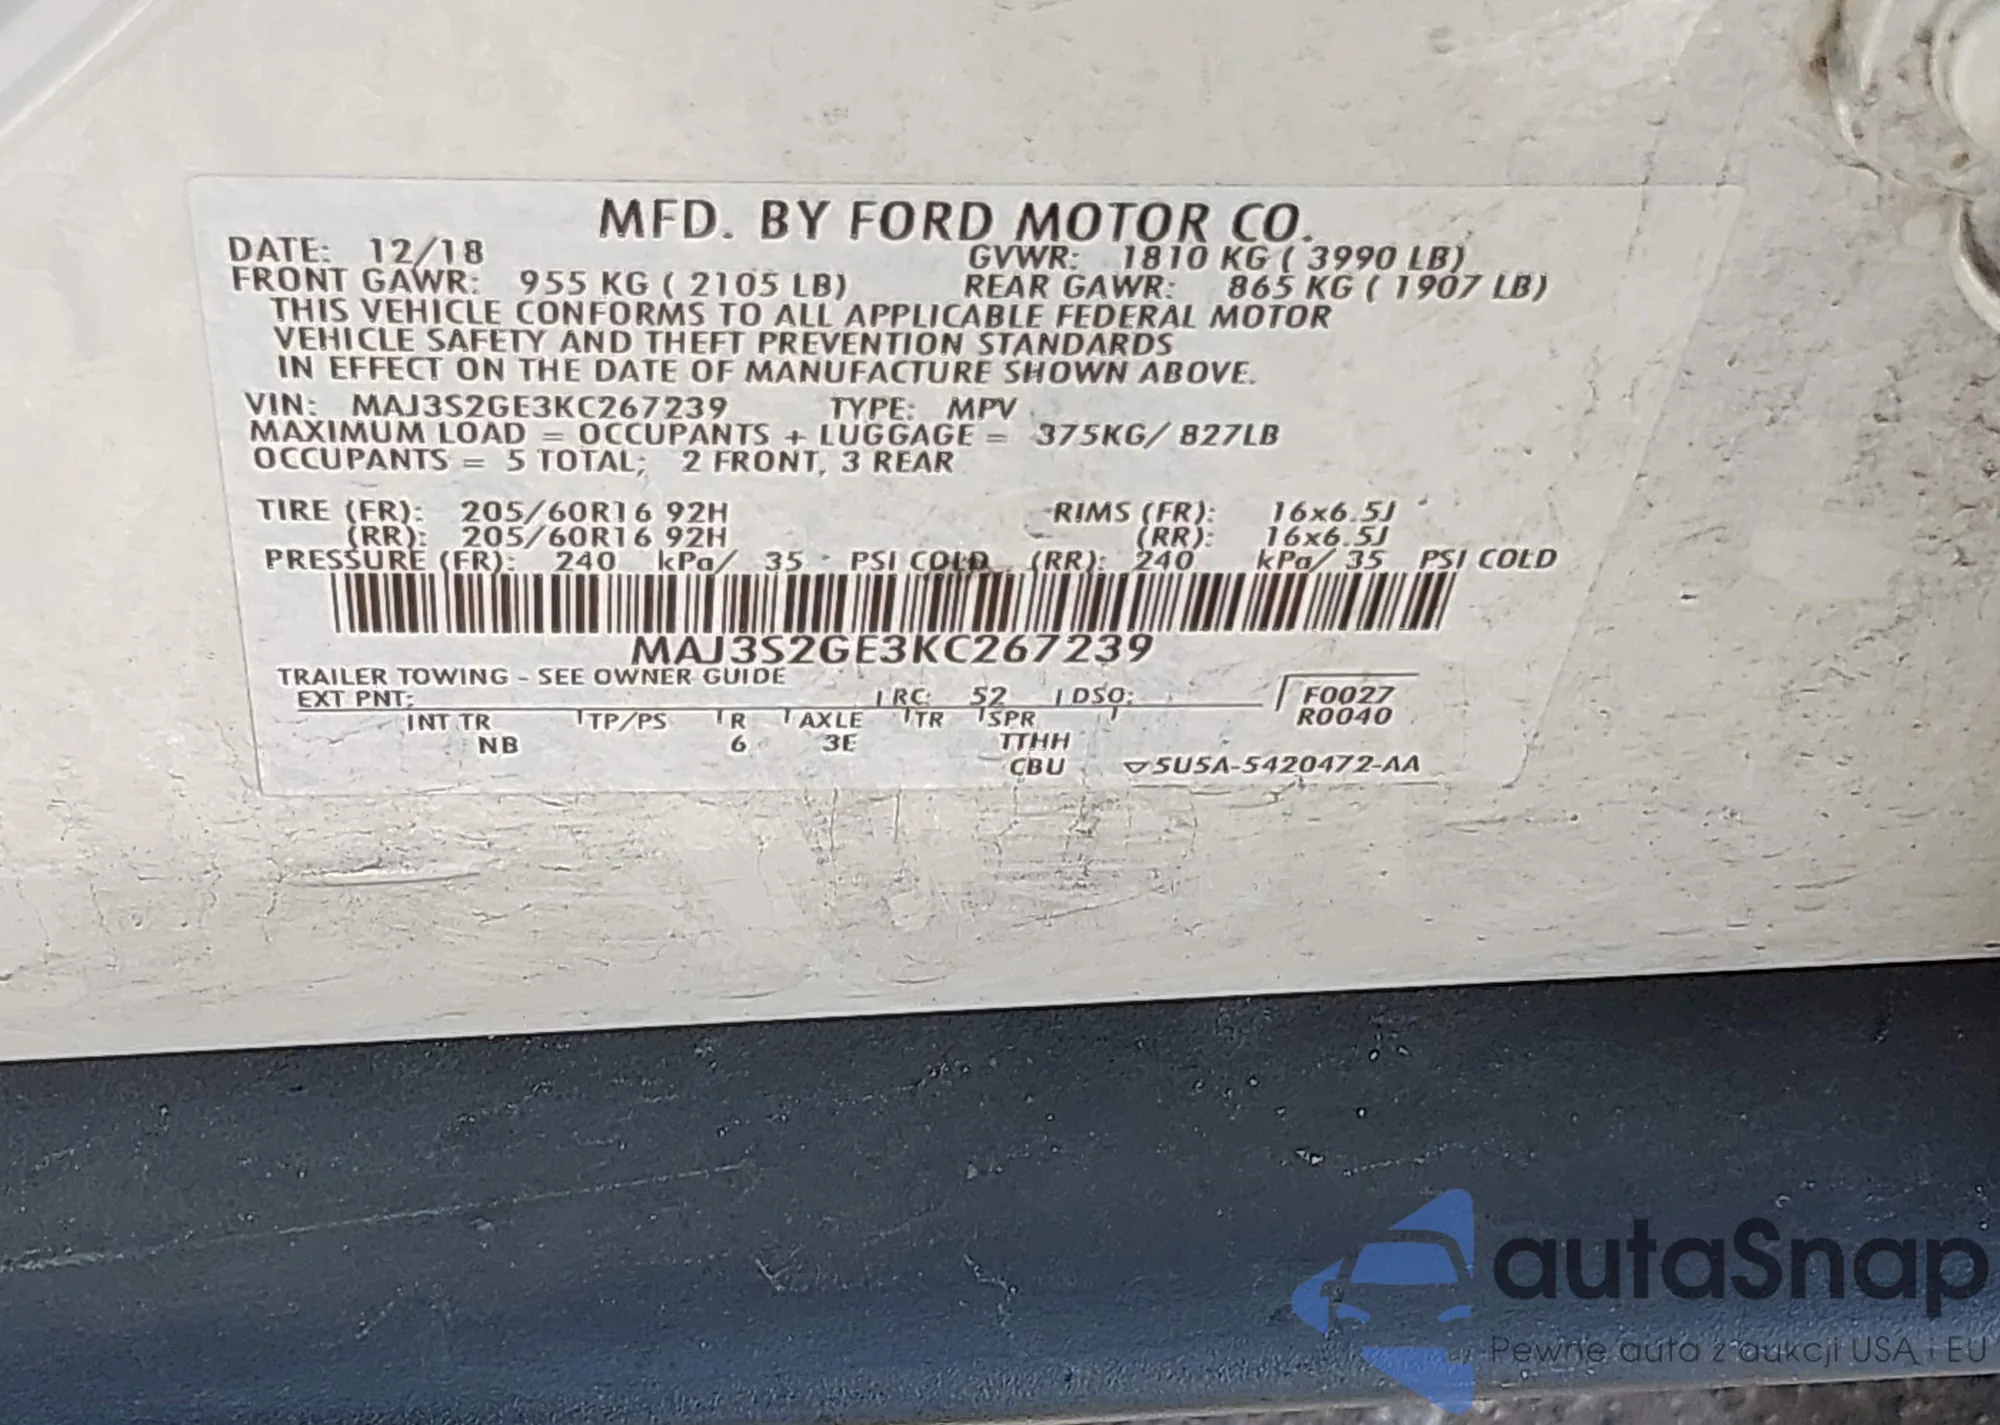 MFD. BY FORD MOTOR CO.
DATE: 12/18 GVWR: 1810 KG ( 3990 LB)
FRONT GAWR: 955 KG ( 2105 LB) REAR GAWR: 865 KG ( 1907 LB)
THIS VEHICLE CONFORMS TO ALL APPLICABLE FEDERAL MOTOR
VEHICLE SAFETY AND THEFT PREVENTION STANDARDS
IN EFFECT ON THE DATE OF MANUFACTURE SHOWN ABOVE.
VIN: MAJ3S2GE3KC267239 TYPE: MPV
MAXIMUM LOAD = OCCUPANTS + LUGGAGE = 375KG/ 827LB
OCCUPANTS = 5 TOTAL; 2 FRONT, 3 REAR
TIRE (FR): 205/60R16 92H RIMS (FR): 16x6.5J
(RR): 205/60R16 92H (RR): 16x6.5J
PRESSURE (FR): 240 kPa/ 35 PSI COLD (RR): 240 kPa/ 35 PSI COLD
MAJ3S2GE3KC267239
TRAILER TOWING - SEE OWNER GUIDE
EXT PNT: RC: 52 DSO: F0027
R0040
INT TR TP/PS R AXLE TR SPR
NB 6 3E TTHH
CBU 5U5A-5420472-AA
autaSnap
Pewne auta z aukcji USA i EU